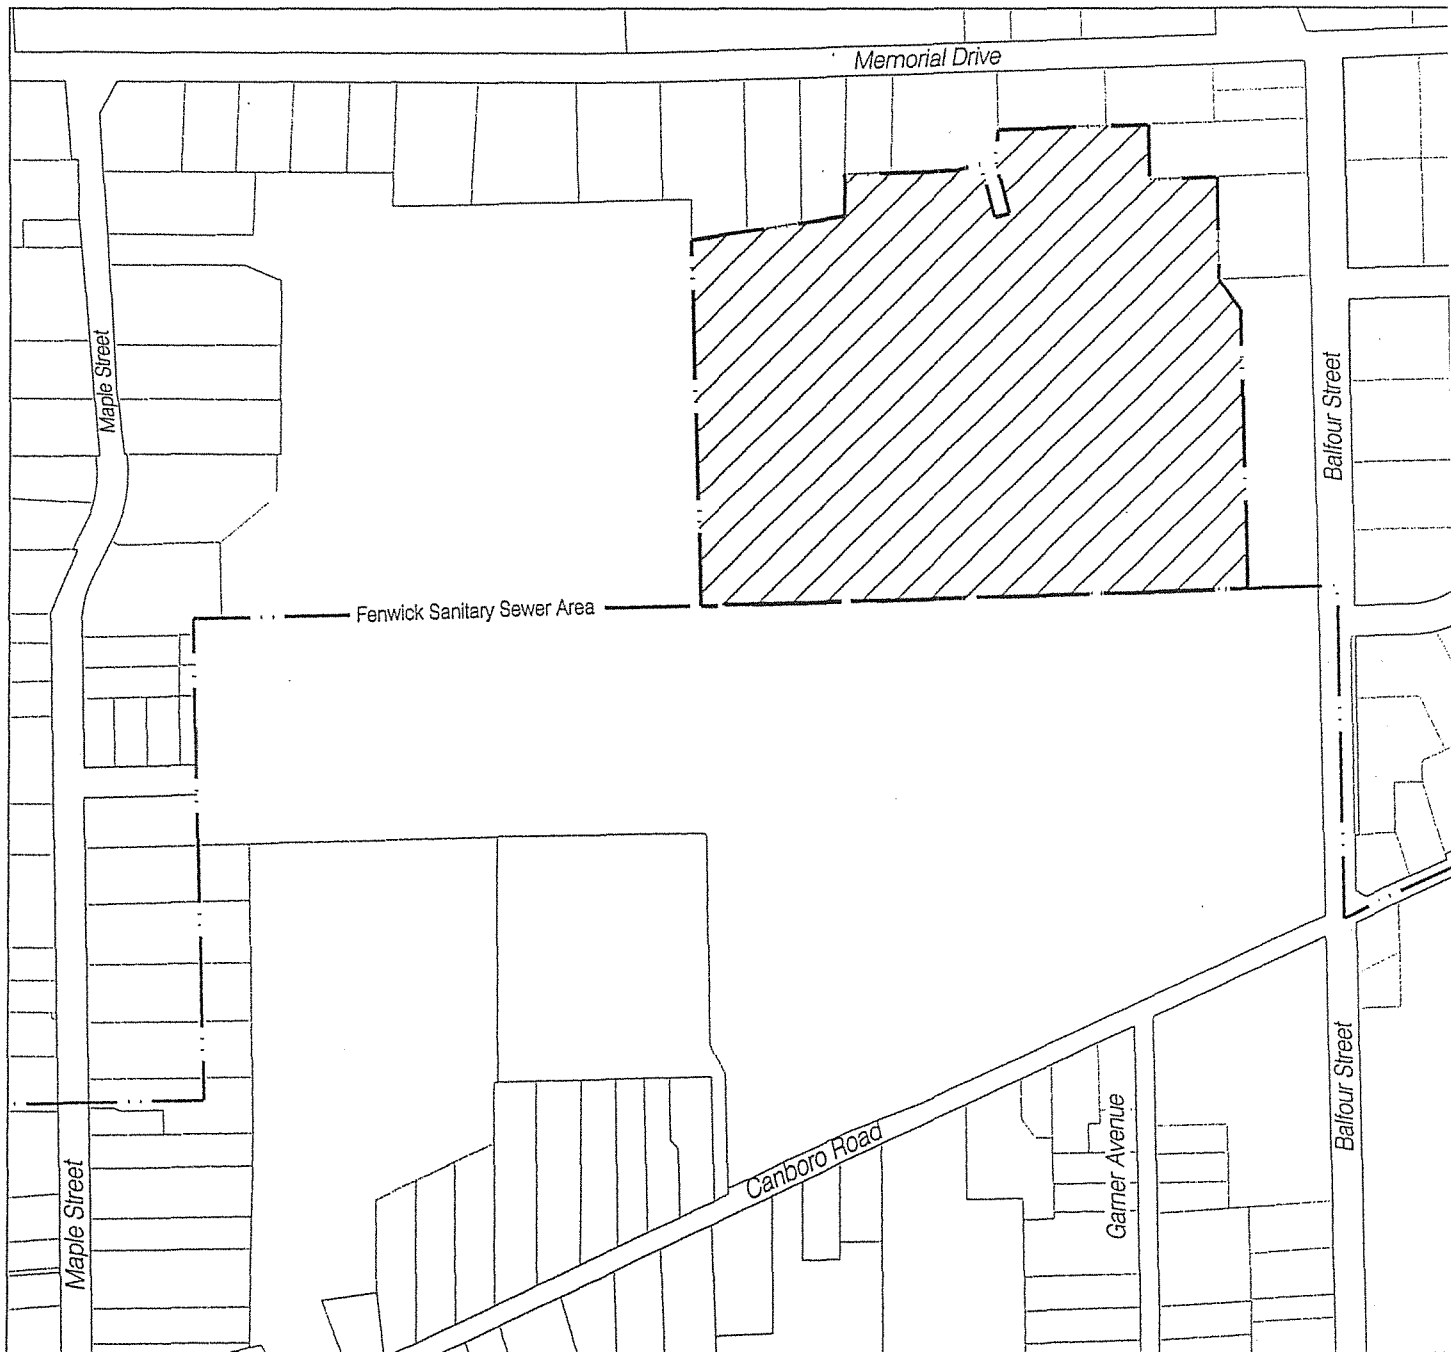 Memorial Drive
Maple Street
Balfour Street
Fenwick Sanitary Sewer Area
Canboro Road
Garner Avenue
Balfour Street
Maple Street